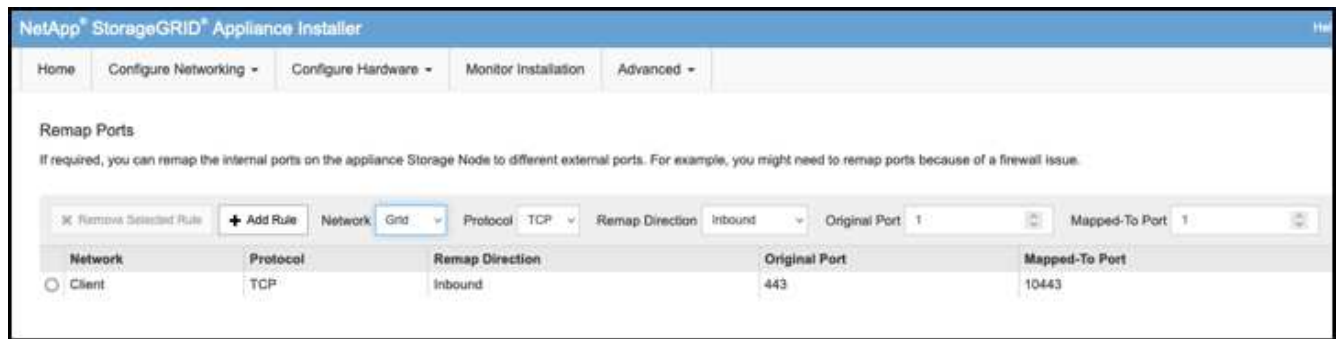 NetApp® StorageGRID® Appliance Installer
Home Configure Networking Configure Hardware Monitor Installation Advanced
Remap Ports
If required, you can remap the internal ports on the appliance Storage Node to different external ports. For example, you might need to remap ports because of a firewall issue.
Remove Selected Rule Add Rule Network Grid Protocol TCP Remap Direction Inbound Original Port 1 Mapped-To Port 1
Network Protocol Remap Direction Original Port Mapped-To Port
Client TCP Inbound 443 10443